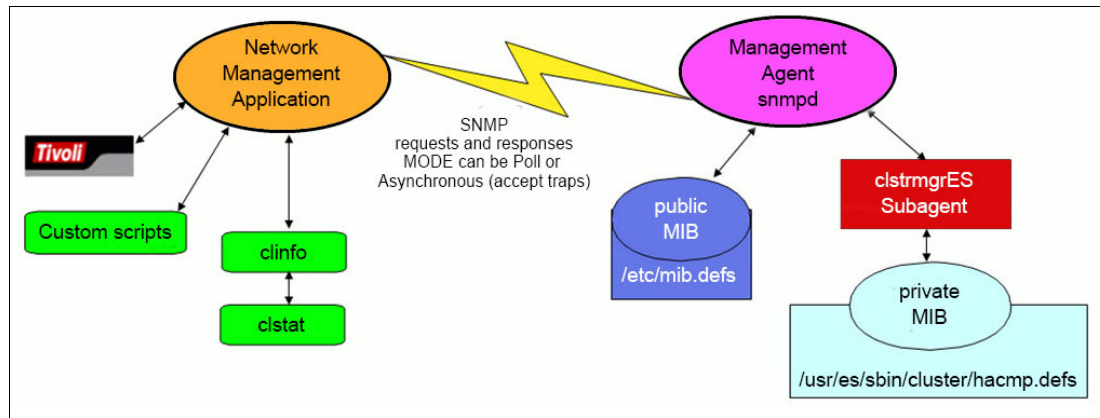 Network
Management
Application
Management
Agent
snmpd
SNMP
requests and responses
MODE can be Poll or
Asynchronous (accept traps)
Tivoli
Custom scripts
clinfo
clstat
public
MIB
/etc/mib.defs
clstrmgrES
Subagent
private
MIB
/usr/es/sbin/cluster/hacmp.defs